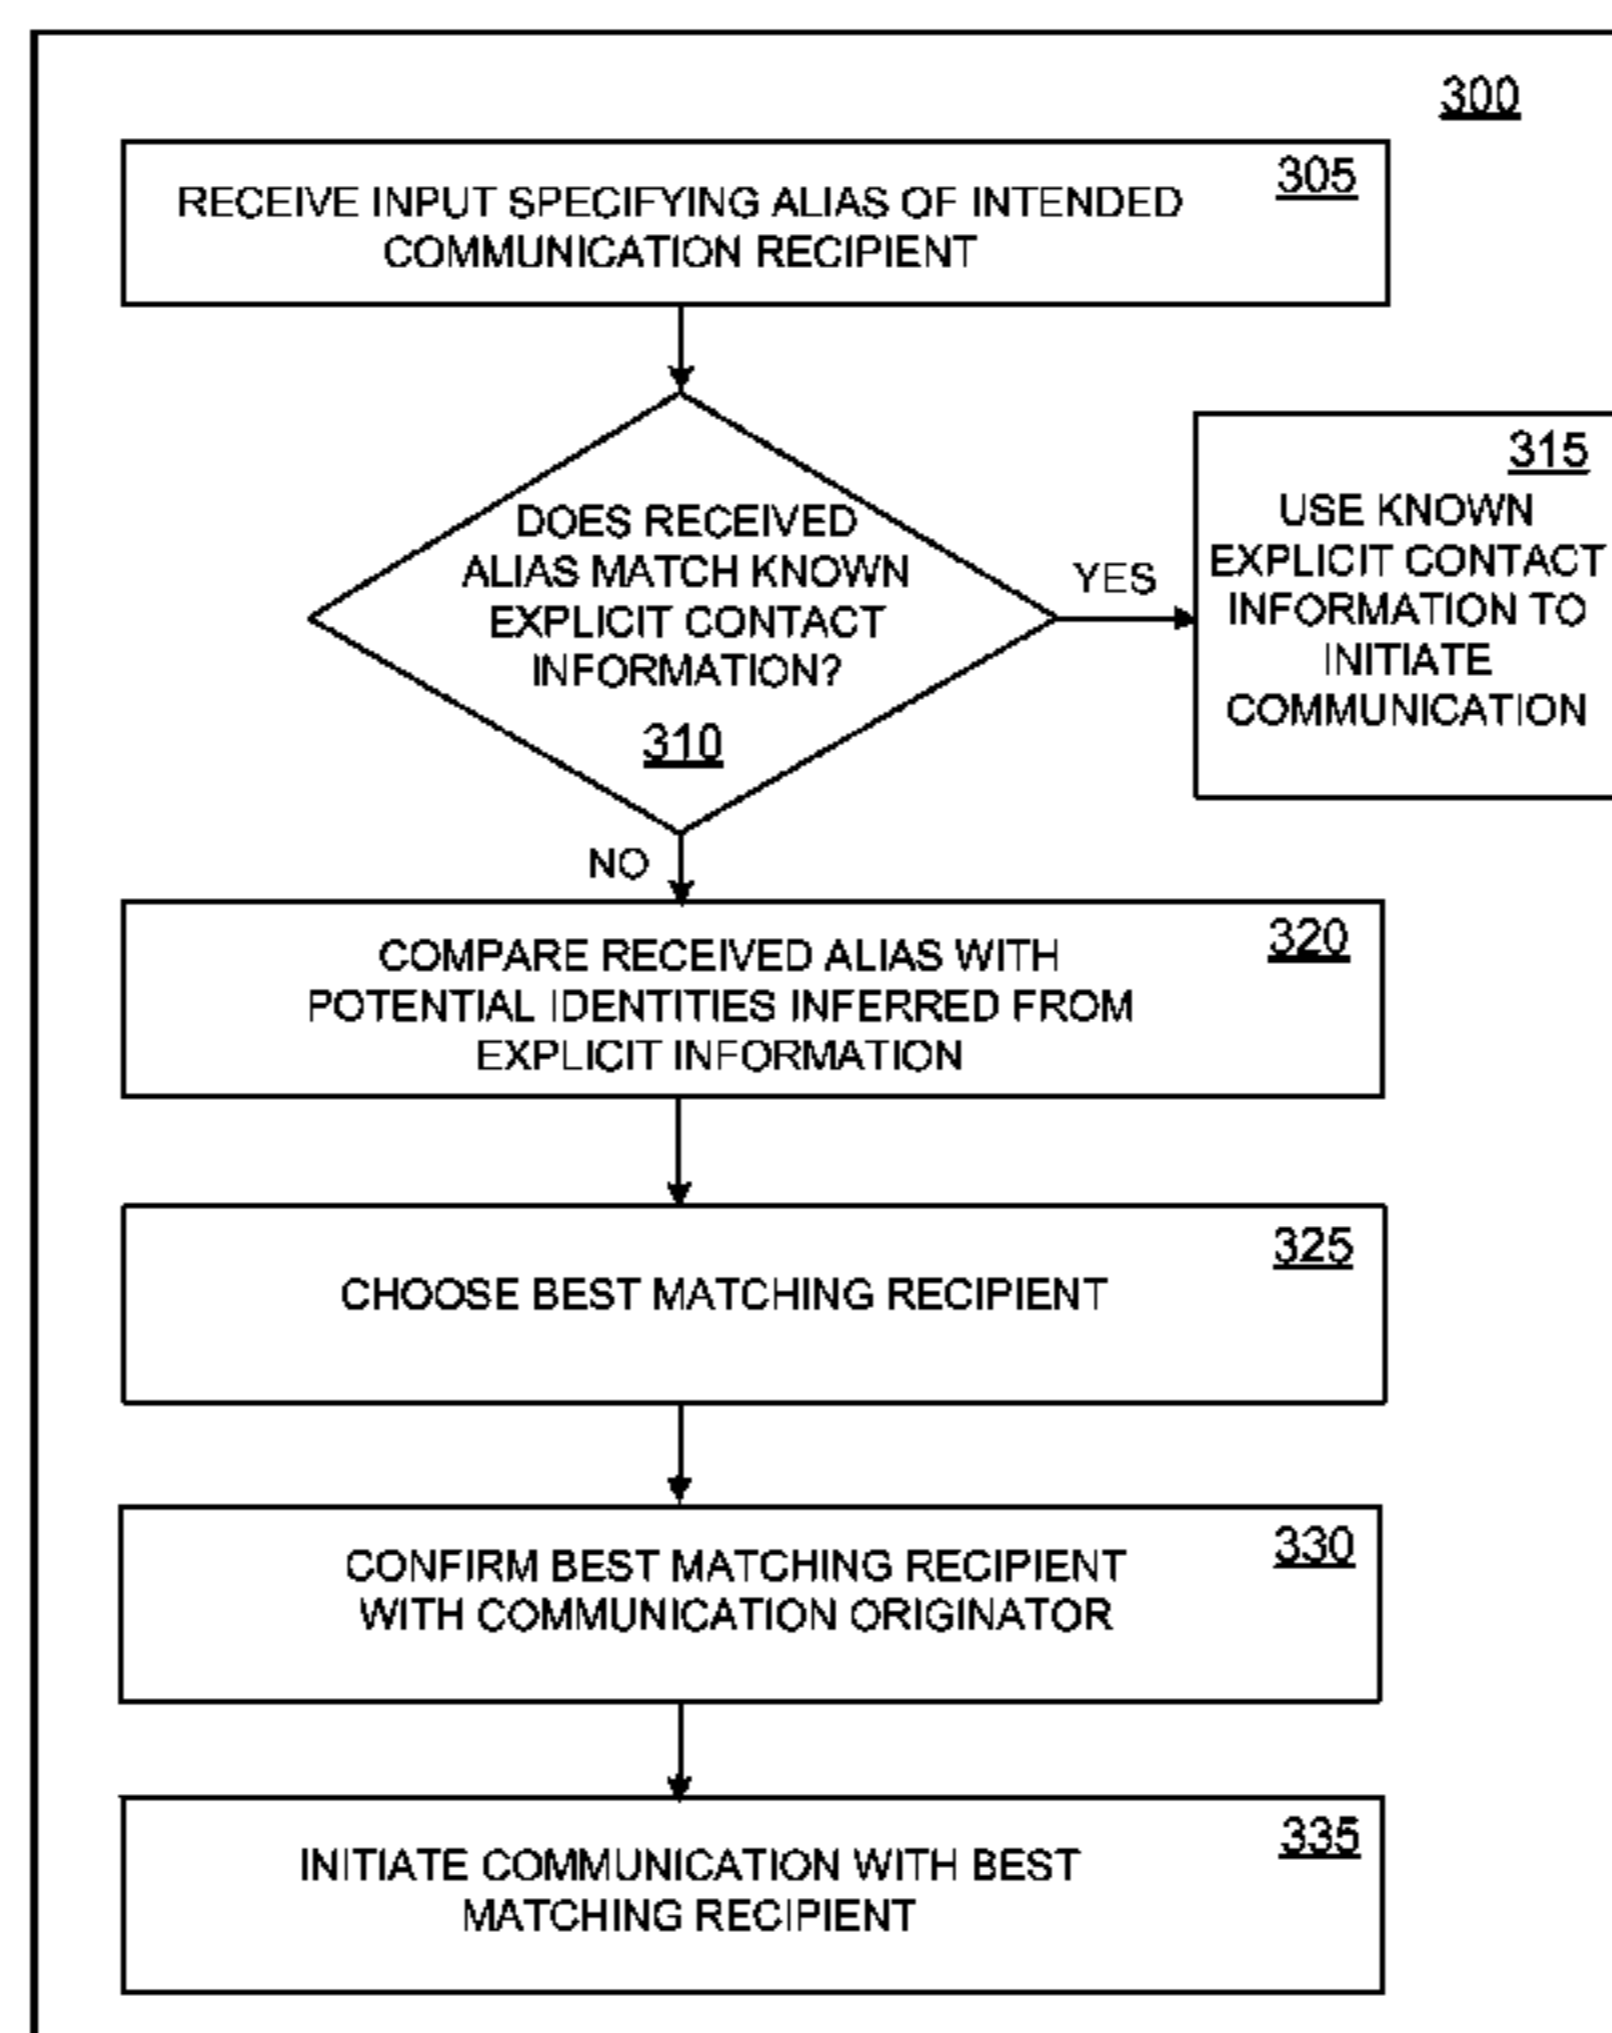 300
305
RECEIVE INPUT SPECIFYING ALIAS OF INTENDED
COMMUNICATION RECIPIENT
DOES RECEIVED
ALIAS MATCH KNOWN
EXPLICIT CONTACT
INFORMATION?
310
YES
315
USE KNOWN
EXPLICIT CONTACT
INFORMATION TO
INITIATE
COMMUNICATION
NO
320
COMPARE RECEIVED ALIAS WITH
POTENTIAL IDENTITIES INFERRED FROM
EXPLICIT INFORMATION
325
CHOOSE BEST MATCHING RECIPIENT
330
CONFIRM BEST MATCHING RECIPIENT
WITH COMMUNICATION ORIGINATOR
335
INITIATE COMMUNICATION WITH BEST
MATCHING RECIPIENT